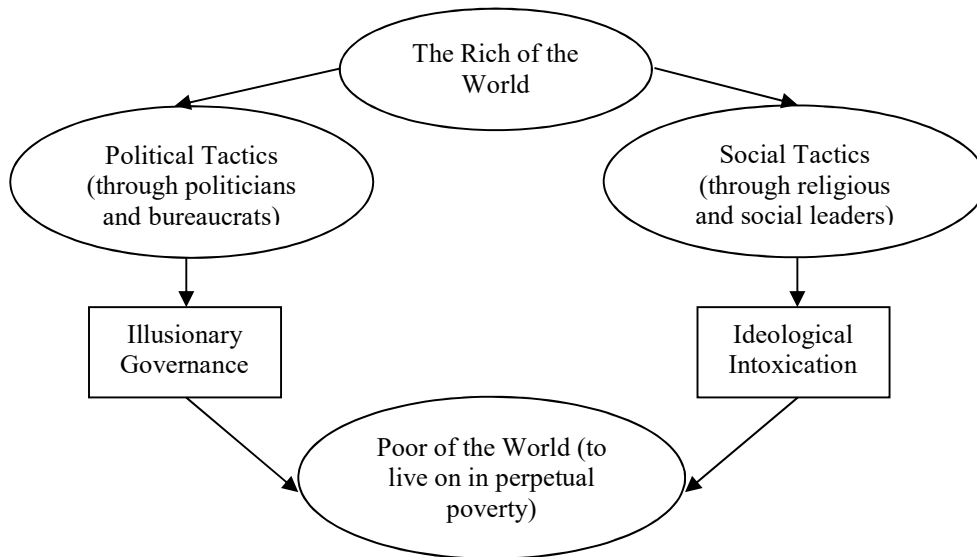 The Rich of the
World
Political Tactics
(through politicians
and bureaucrats)
Social Tactics
(through religious
and social leaders)
Illusionary
Governance
Ideological
Intoxication
Poor of the World (to
live on in perpetual
poverty)